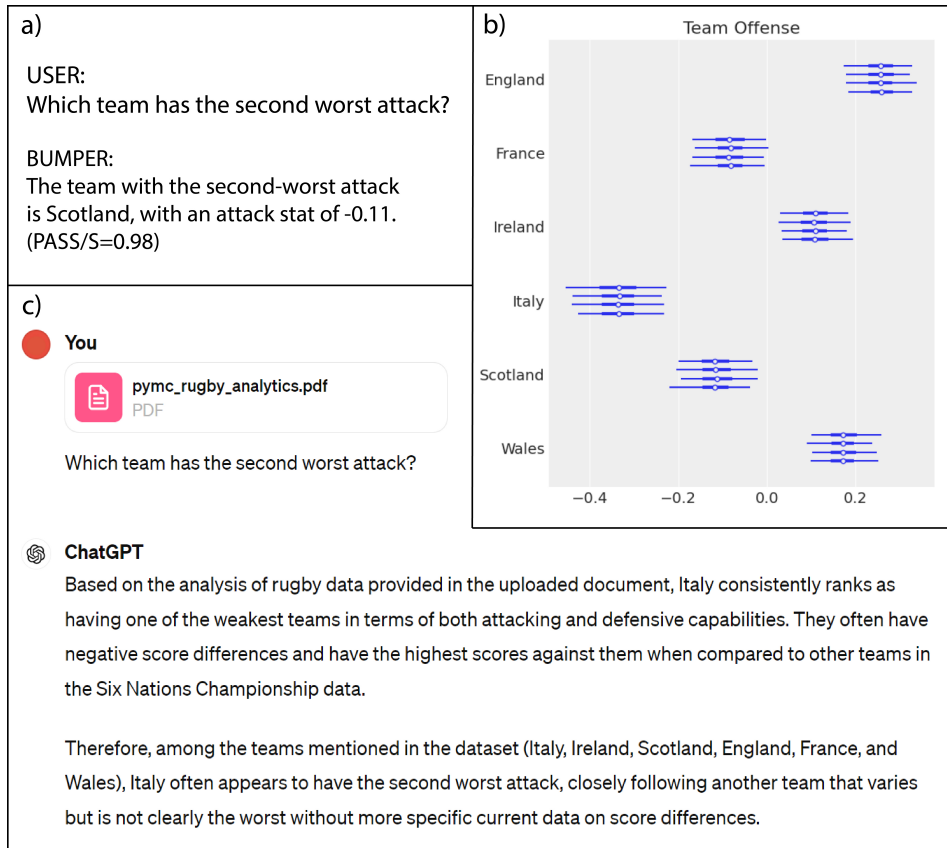 a)
USER:
Which team has the second worst attack?
BUMPER:
The team with the second-worst attack
is Scotland, with an attack stat of -0.11.
(PASS/S=0.98)
b)
Team Offense
England
France
Ireland
Italy
Scotland
Wales
−0.4 −0.2 0.0 0.2
c)
You
pymc_rugby_analytics.pdf
PDF
Which team has the second worst attack?
ChatGPT
Based on the analysis of rugby data provided in the uploaded document, Italy consistently ranks as
having one of the weakest teams in terms of both attacking and defensive capabilities. They often have
negative score differences and have the highest scores against them when compared to other teams in
the Six Nations Championship data.
Therefore, among the teams mentioned in the dataset (Italy, Ireland, Scotland, England, France, and
Wales), Italy often appears to have the second worst attack, closely following another team that varies
but is not clearly the worst without more specific current data on score differences.